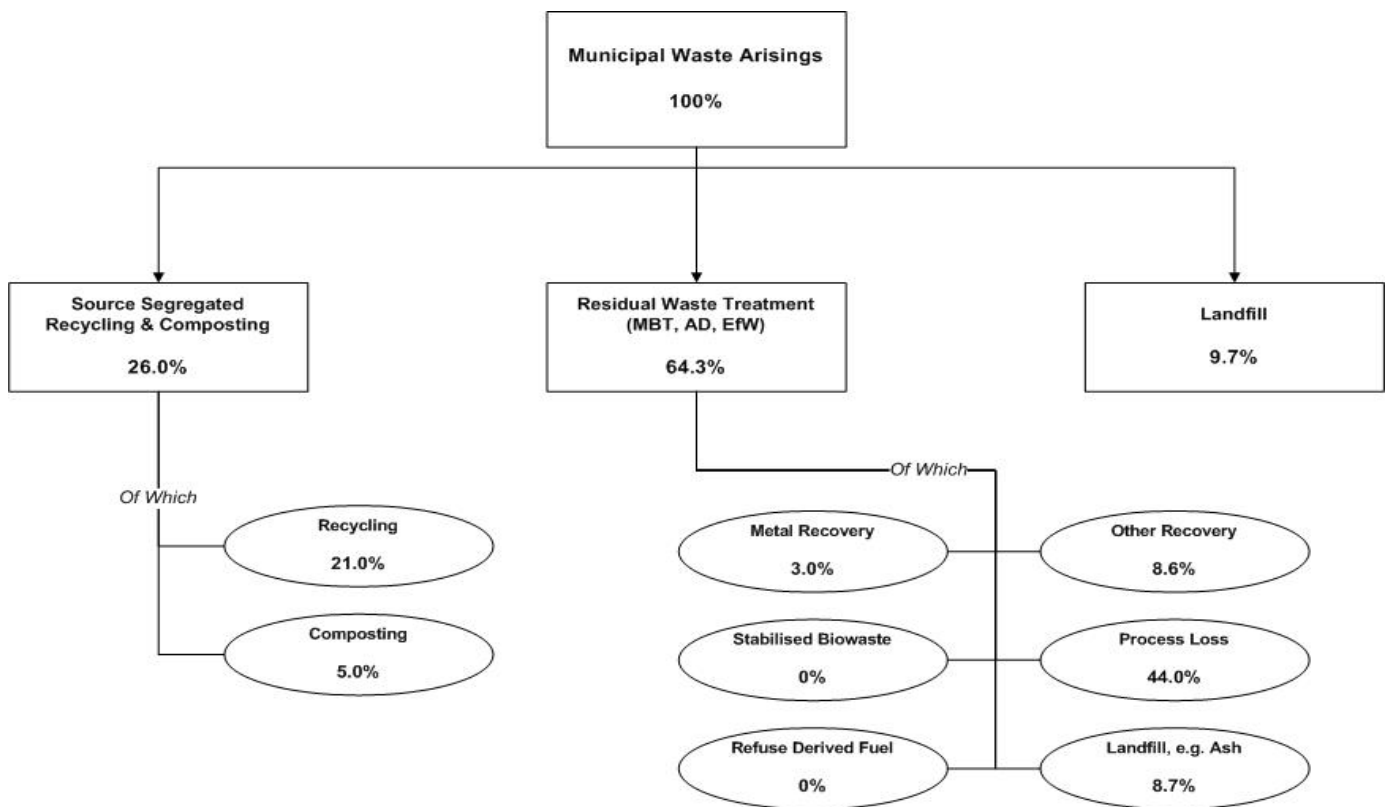 Municipal Waste Arisings
100%
Source Segregated
Recycling & Composting
26.0%
Residual Waste Treatment
(MBT, AD, EfW)
64.3%
Landfill
9.7%
Of Which
Recycling
21.0%
Composting
5.0%
Of Which
Metal Recovery
3.0%
Other Recovery
8.6%
Stabilised Biowaste
0%
Process Loss
44.0%
Refuse Derived Fuel
0%
Landfill, e.g. Ash
8.7%